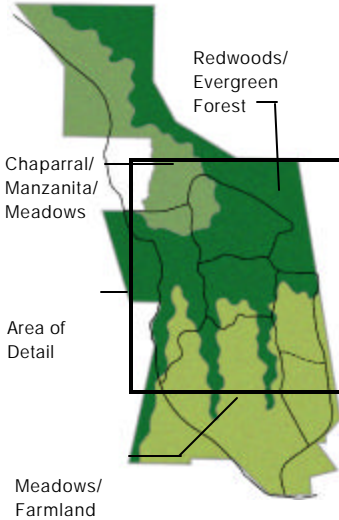 Redwoods/
Evergreen
Forest
Chaparral/
Manzanita/
Meadows
Area of
Detail
Meadows/
Farmland